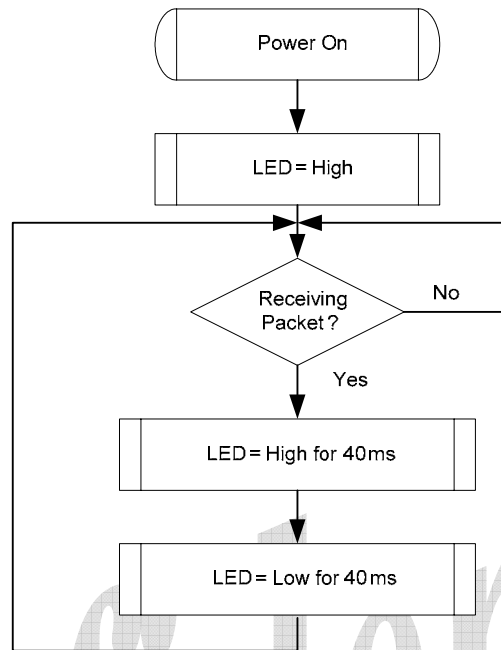 Power On
LED = High
Receiving
Packet ?
No
Yes
LED = High for 40ms
LED = Low for 40ms